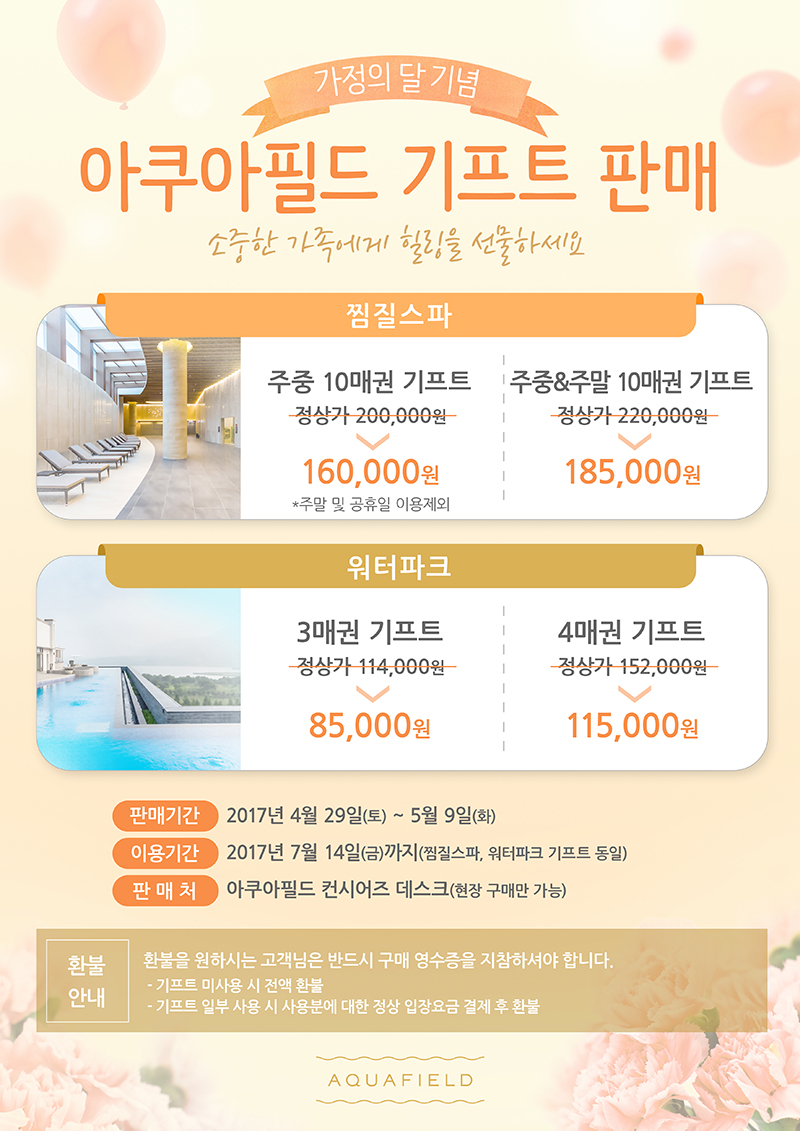 가정의 달 기념
아쿠아필드 기프트 판매
소중한 가족에게 힐링을 선물하세요
찜질스파
주중 10매권 기프트
정상가 200,000원
160,000원
*주말 및 공휴일 이용제외
주중&주말 10매권 기프트
정상가 220,000원
185,000원
워터파크
3매권 기프트
정상가 114,000원
85,000원
4매권 기프트
정상가 152,000원
115,000원
판매기간 2017년 4월 29일(토) ~ 5월 9일(화)
이용기간 2017년 7월 14일(금)까지(찜질스파, 워터파크 기프트 동일)
판 매 처 아쿠아필드 컨시어즈 데스크(현장 구매만 가능)
환불
안내
환불을 원하시는 고객님은 반드시 구매 영수증을 지참하셔야 합니다.
- 기프트 미사용 시 전액 환불
- 기프트 일부 사용 시 사용분에 대한 정상 입장요금 결제 후 환불
AQUAFIELD